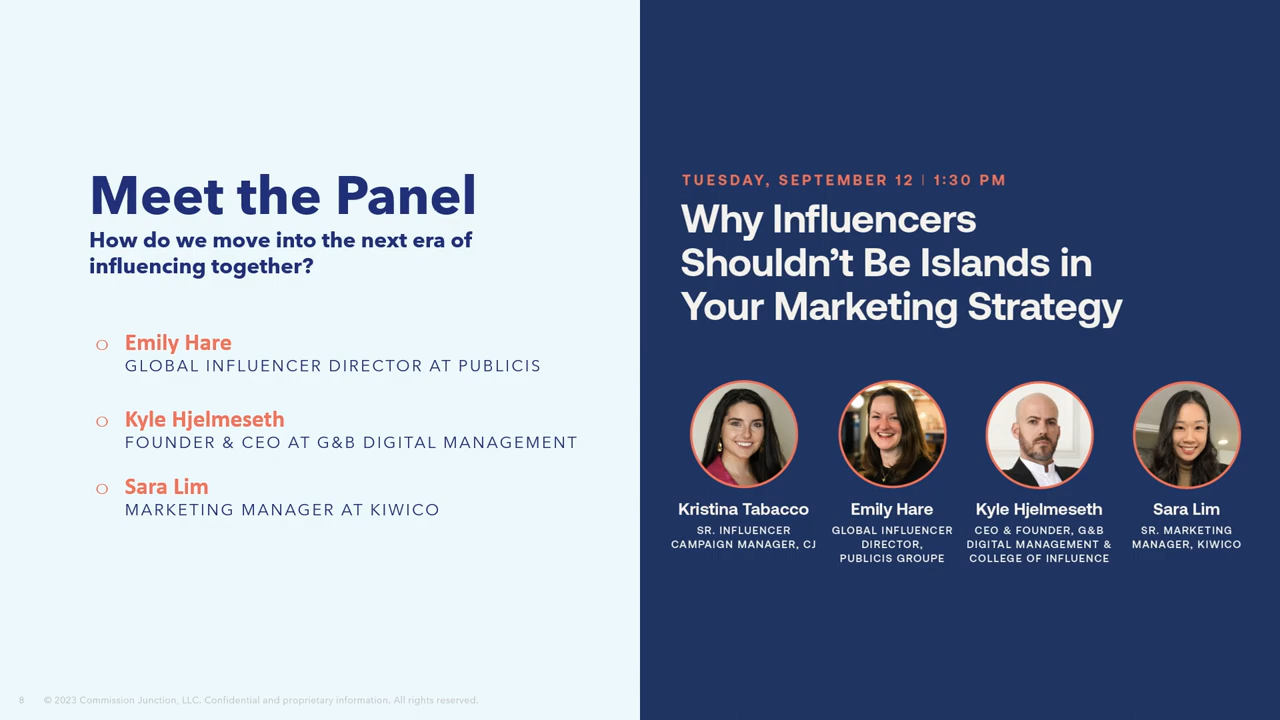 Meet the Panel
How do we move into the next era of
influencing together?
o Emily Hare
GLOBAL INFLUENCER DIRECTOR AT PUBLICIS
o Kyle Hjelmeseth
FOUNDER & CEO AT G&B DIGITAL MANAGEMENT
o Sara Lim
MARKETING MANAGER AT KIWICO
8 © 2023 Commission Junction, LLC. Confidential and proprietary information. All rights reserved.
TUESDAY, SEPTEMBER 12 | 1:30 PM
Why Influencers
Shouldn’t Be Islands in
Your Marketing Strategy
Kristina Tabacco
SR. INFLUENCER
CAMPAIGN MANAGER, CJ
Emily Hare
GLOBAL INFLUENCER
DIRECTOR,
PUBLICIS GROUPE
Kyle Hjelmeseth
CEO & FOUNDER, G&B
DIGITAL MANAGEMENT &
COLLEGE OF INFLUENCE
Sara Lim
SR. MARKETING
MANAGER, KIWICO